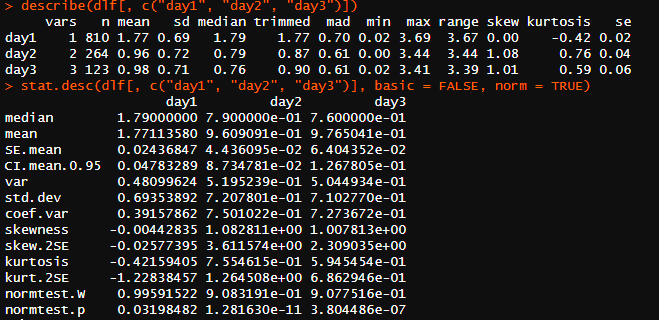 > describe(dlf[, c("day1", "day2", "day3")])
     vars   n mean   sd median trimmed  mad  min  max range skew kurtosis   se
day1    1 810 1.77 0.69   1.79    1.77 0.70 0.02 3.69  3.67 0.00    -0.42 0.02
day2    2 264 0.96 0.72   0.79    0.87 0.61 0.00 3.44  3.44 1.08     0.76 0.04
day3    3 123 0.98 0.71   0.76    0.90 0.61 0.02 3.41  3.39 1.01     0.59 0.06
> stat.desc(dlf[, c("day1", "day2", "day3")], basic = FALSE, norm = TRUE)
                    day1         day2         day3
median        1.79000000 7.900000e-01 7.600000e-01
mean          1.77113580 9.609091e-01 9.765041e-01
SE.mean       0.02436847 4.436095e-02 6.404352e-02
CI.mean.0.95  0.04783289 8.734781e-02 1.267805e-01
var           0.48099624 5.195239e-01 5.044934e-01
std.dev       0.69353892 7.207801e-01 7.102770e-01
coef.var      0.39157862 7.501022e-01 7.273672e-01
skewness     -0.00442835 1.082811e+00 1.007813e+00
skew.2SE     -0.02577395 3.611574e+00 2.309035e+00
kurtosis     -0.42159405 7.554615e-01 5.945454e-01
kurt.2SE     -1.22838457 1.264508e+00 6.862946e-01
normtest.W    0.99591522 9.083191e-01 9.077516e-01
normtest.p    0.03198482 1.281630e-11 3.804486e-07